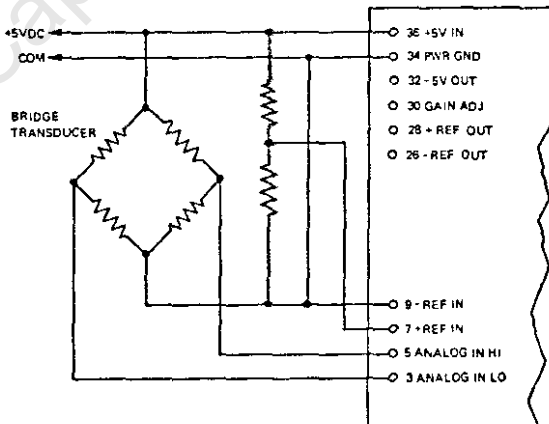 +5VDC
COM
BRIDGE
TRANSDUCER
36 +5V IN
34 PWR GND
32 -5V OUT
30 GAIN ADJ
28 + REF OUT
26 - REF OUT
9 - REF IN
7 +REF IN
5 ANALOG IN HI
3 ANALOG IN LO